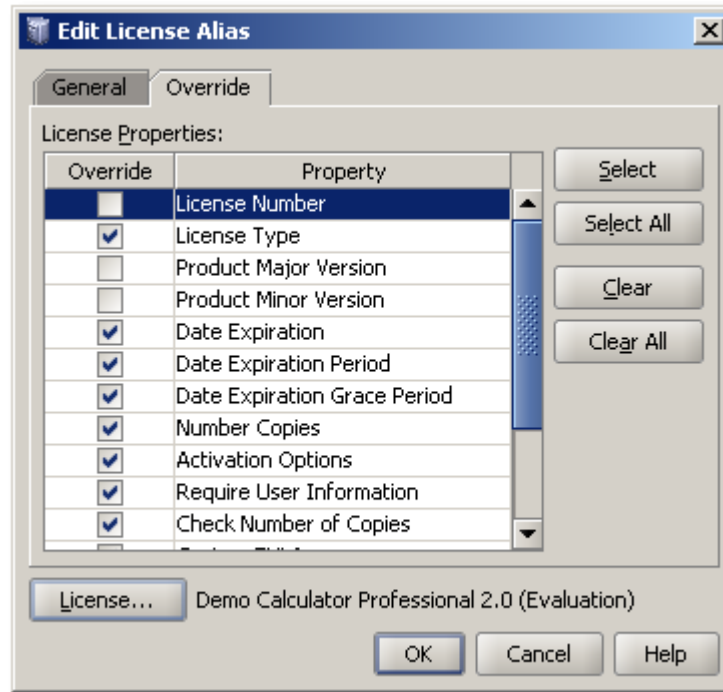 Edit License Alias
General Override
License Properties:
Override Property
License Number
License Type
Product Major Version
Product Minor Version
Date Expiration
Date Expiration Period
Date Expiration Grace Period
Number Copies
Activation Options
Require User Information
Check Number of Copies
Select
Select All
Clear
Clear All
License... Demo Calculator Professional 2.0 (Evaluation)
OK Cancel Help